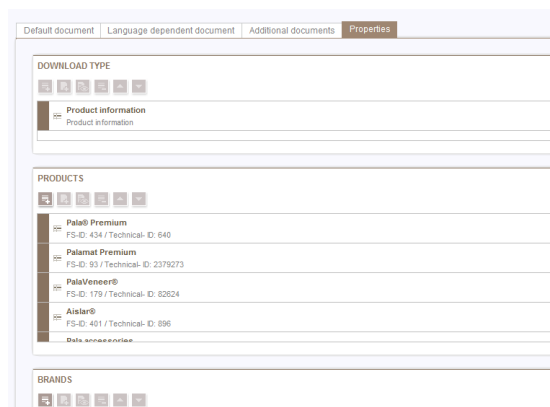 Default document Language dependent document Additional documents Properties
DOWNLOAD TYPE
Product information
Product information
PRODUCTS
Pala® Premium
FS-ID: 434 / Technical- ID: 640
Palamat Premium
FS-ID: 93 / Technical- ID: 2379273
PalaVeneer®
FS-ID: 179 / Technical- ID: 82624
Aislar®
FS-ID: 401 / Technical- ID: 896
Pala accessories
BRANDS